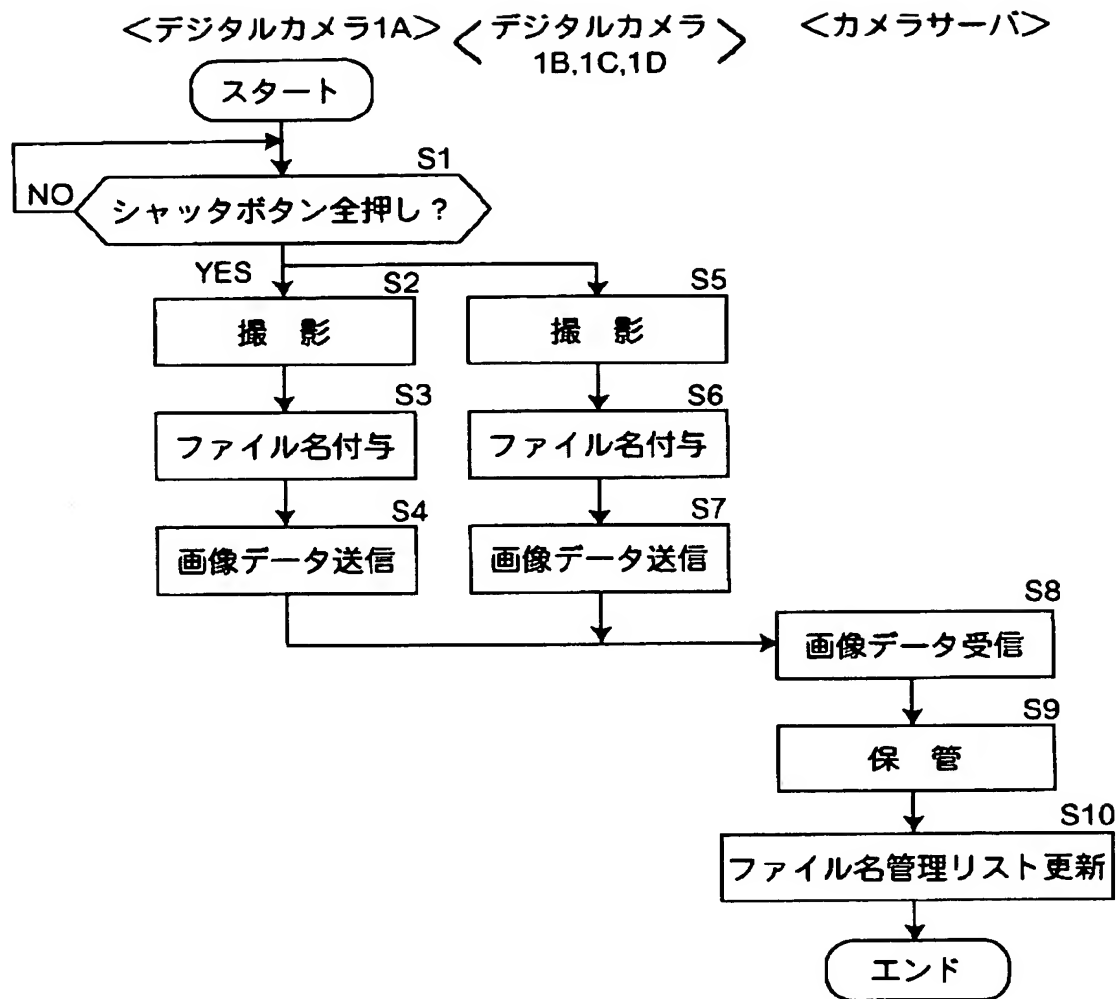 ＜デジタルカメラ1A＞
＜デジタルカメラ
1B,1C,1D＞
＜カメラサーバ＞
スタート
S1
NO
シャッタボタン全押し？
YES
S2
撮　影
S5
撮　影
S3
ファイル名付与
S6
ファイル名付与
S4
画像データ送信
S7
画像データ送信
S8
画像データ受信
S9
保　管
S10
ファイル名管理リスト更新
エンド